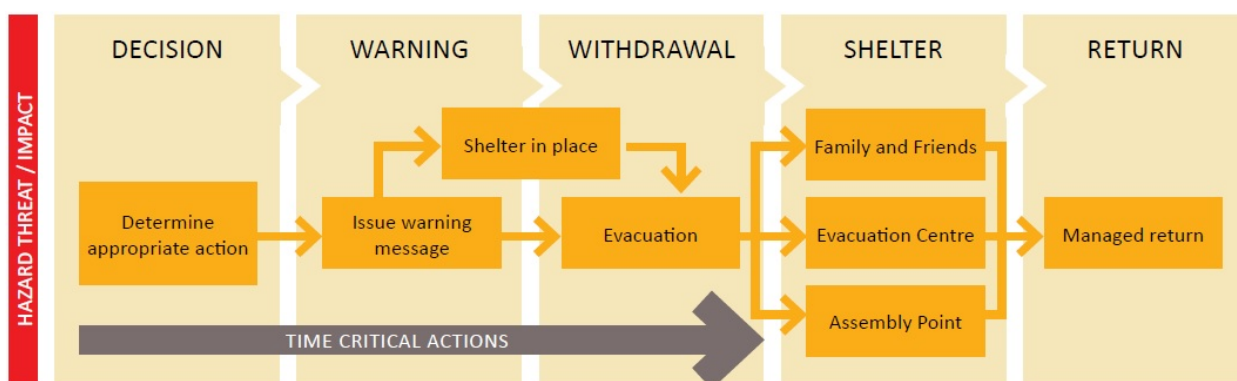 HAZARD THREAT / IMPACT
DECISION
WARNING
WITHDRAWAL
SHELTER
RETURN
Shelter in place
Family and Friends
Determine
appropriate action
Issue warning
message
Evacuation
Evacuation Centre
Managed return
Assembly Point
TIME CRITICAL ACTIONS